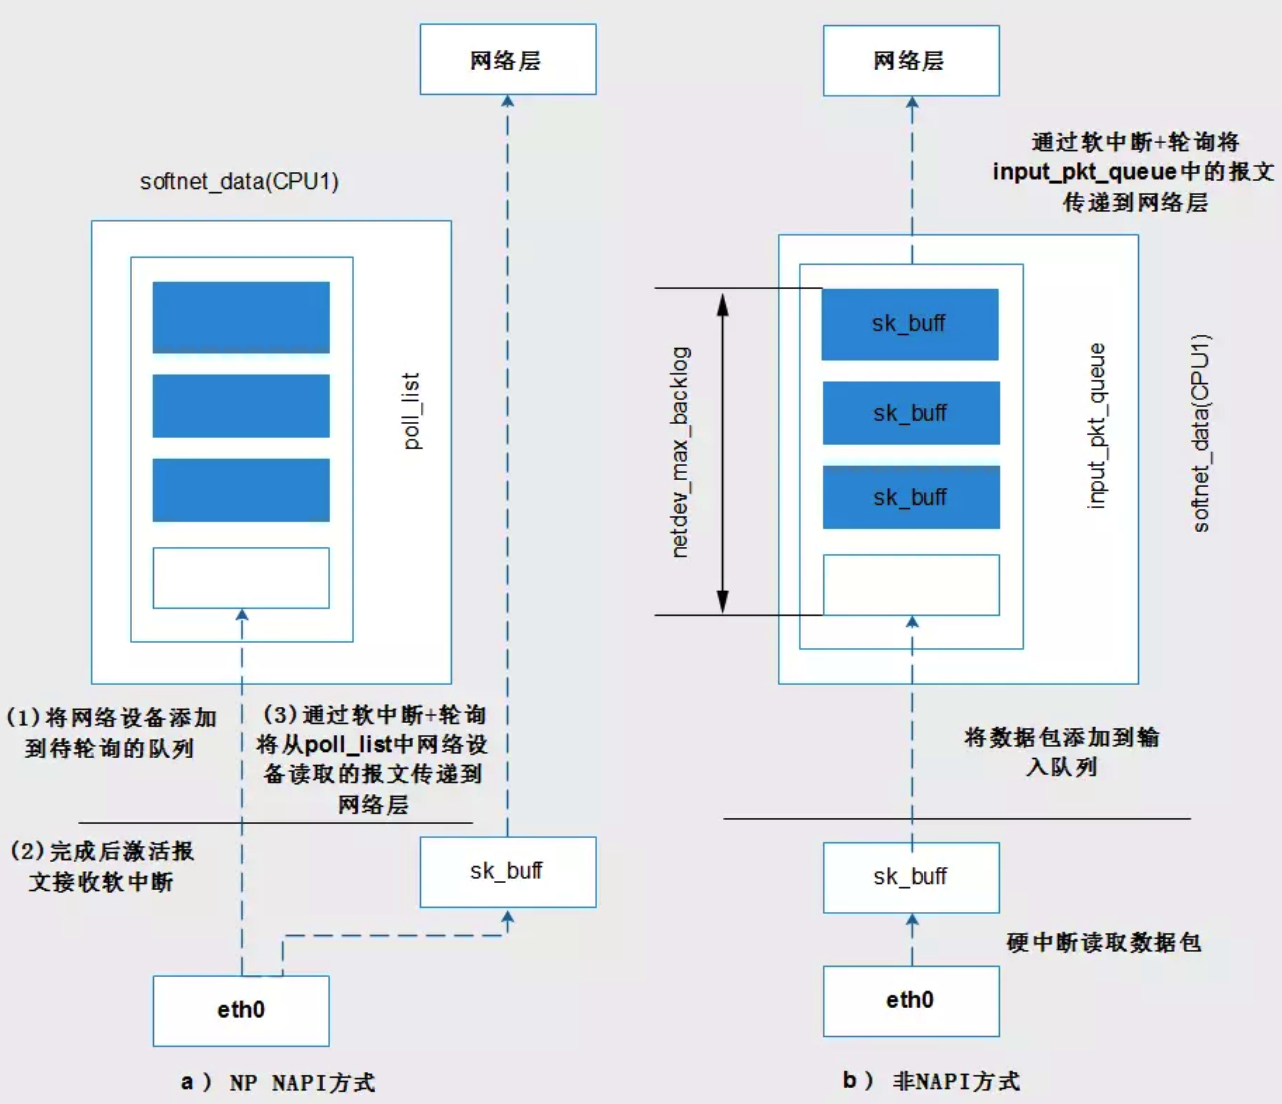 网络层
softnet_data(CPU1)
poll_list
(1)将网络设备添加
到待轮询的队列
(3)通过软中断+轮询
将从poll_list中网络设
备读取的报文传递到
网络层
(2)完成后激活报
文接收软中断
sk_buff
eth0
a ) NP NAPI方式
网络层
通过软中断+轮询将
input_pkt_queue中的报文
传递到网络层
netdev_max_backlog
sk_buff
sk_buff
sk_buff
input_pkt_queue
softnet_data(CPU1)
将数据包添加到输
入队列
sk_buff
硬中断读取数据包
eth0
b ) 非NAPI方式